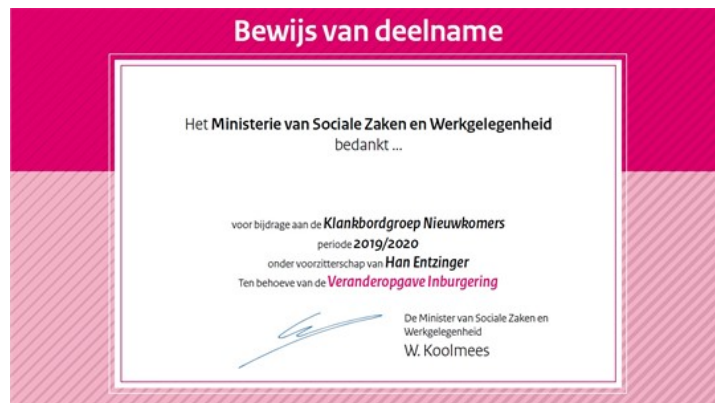 Bewijs van deelname
Het Ministerie van Sociale Zaken en Werkgelegenheid
bedankt ...
voor bijdrage aan de Klankbordgroep Nieuwkomers
periode 2019/2020
onder voorzitterschap van Han Entzinger
Ten behoeve van de Veranderopgave Inburgering
De Minister van Sociale Zaken en
Werkgelegenheid
W. Koolmees